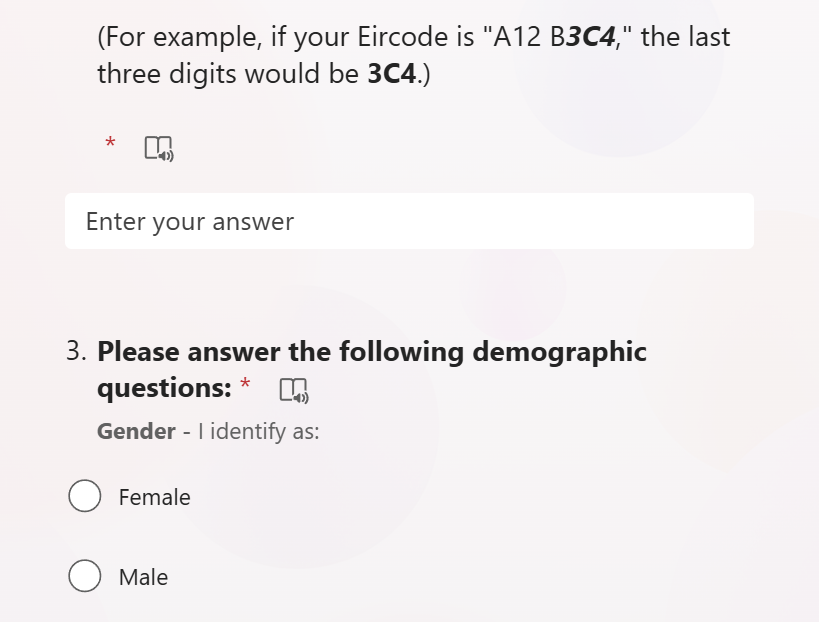 (For example, if your Eircode is "A12 B3C4," the last
three digits would be 3C4.)
*
Enter your answer
3. Please answer the following demographic
questions: *
Gender - I identify as:
Female
Male